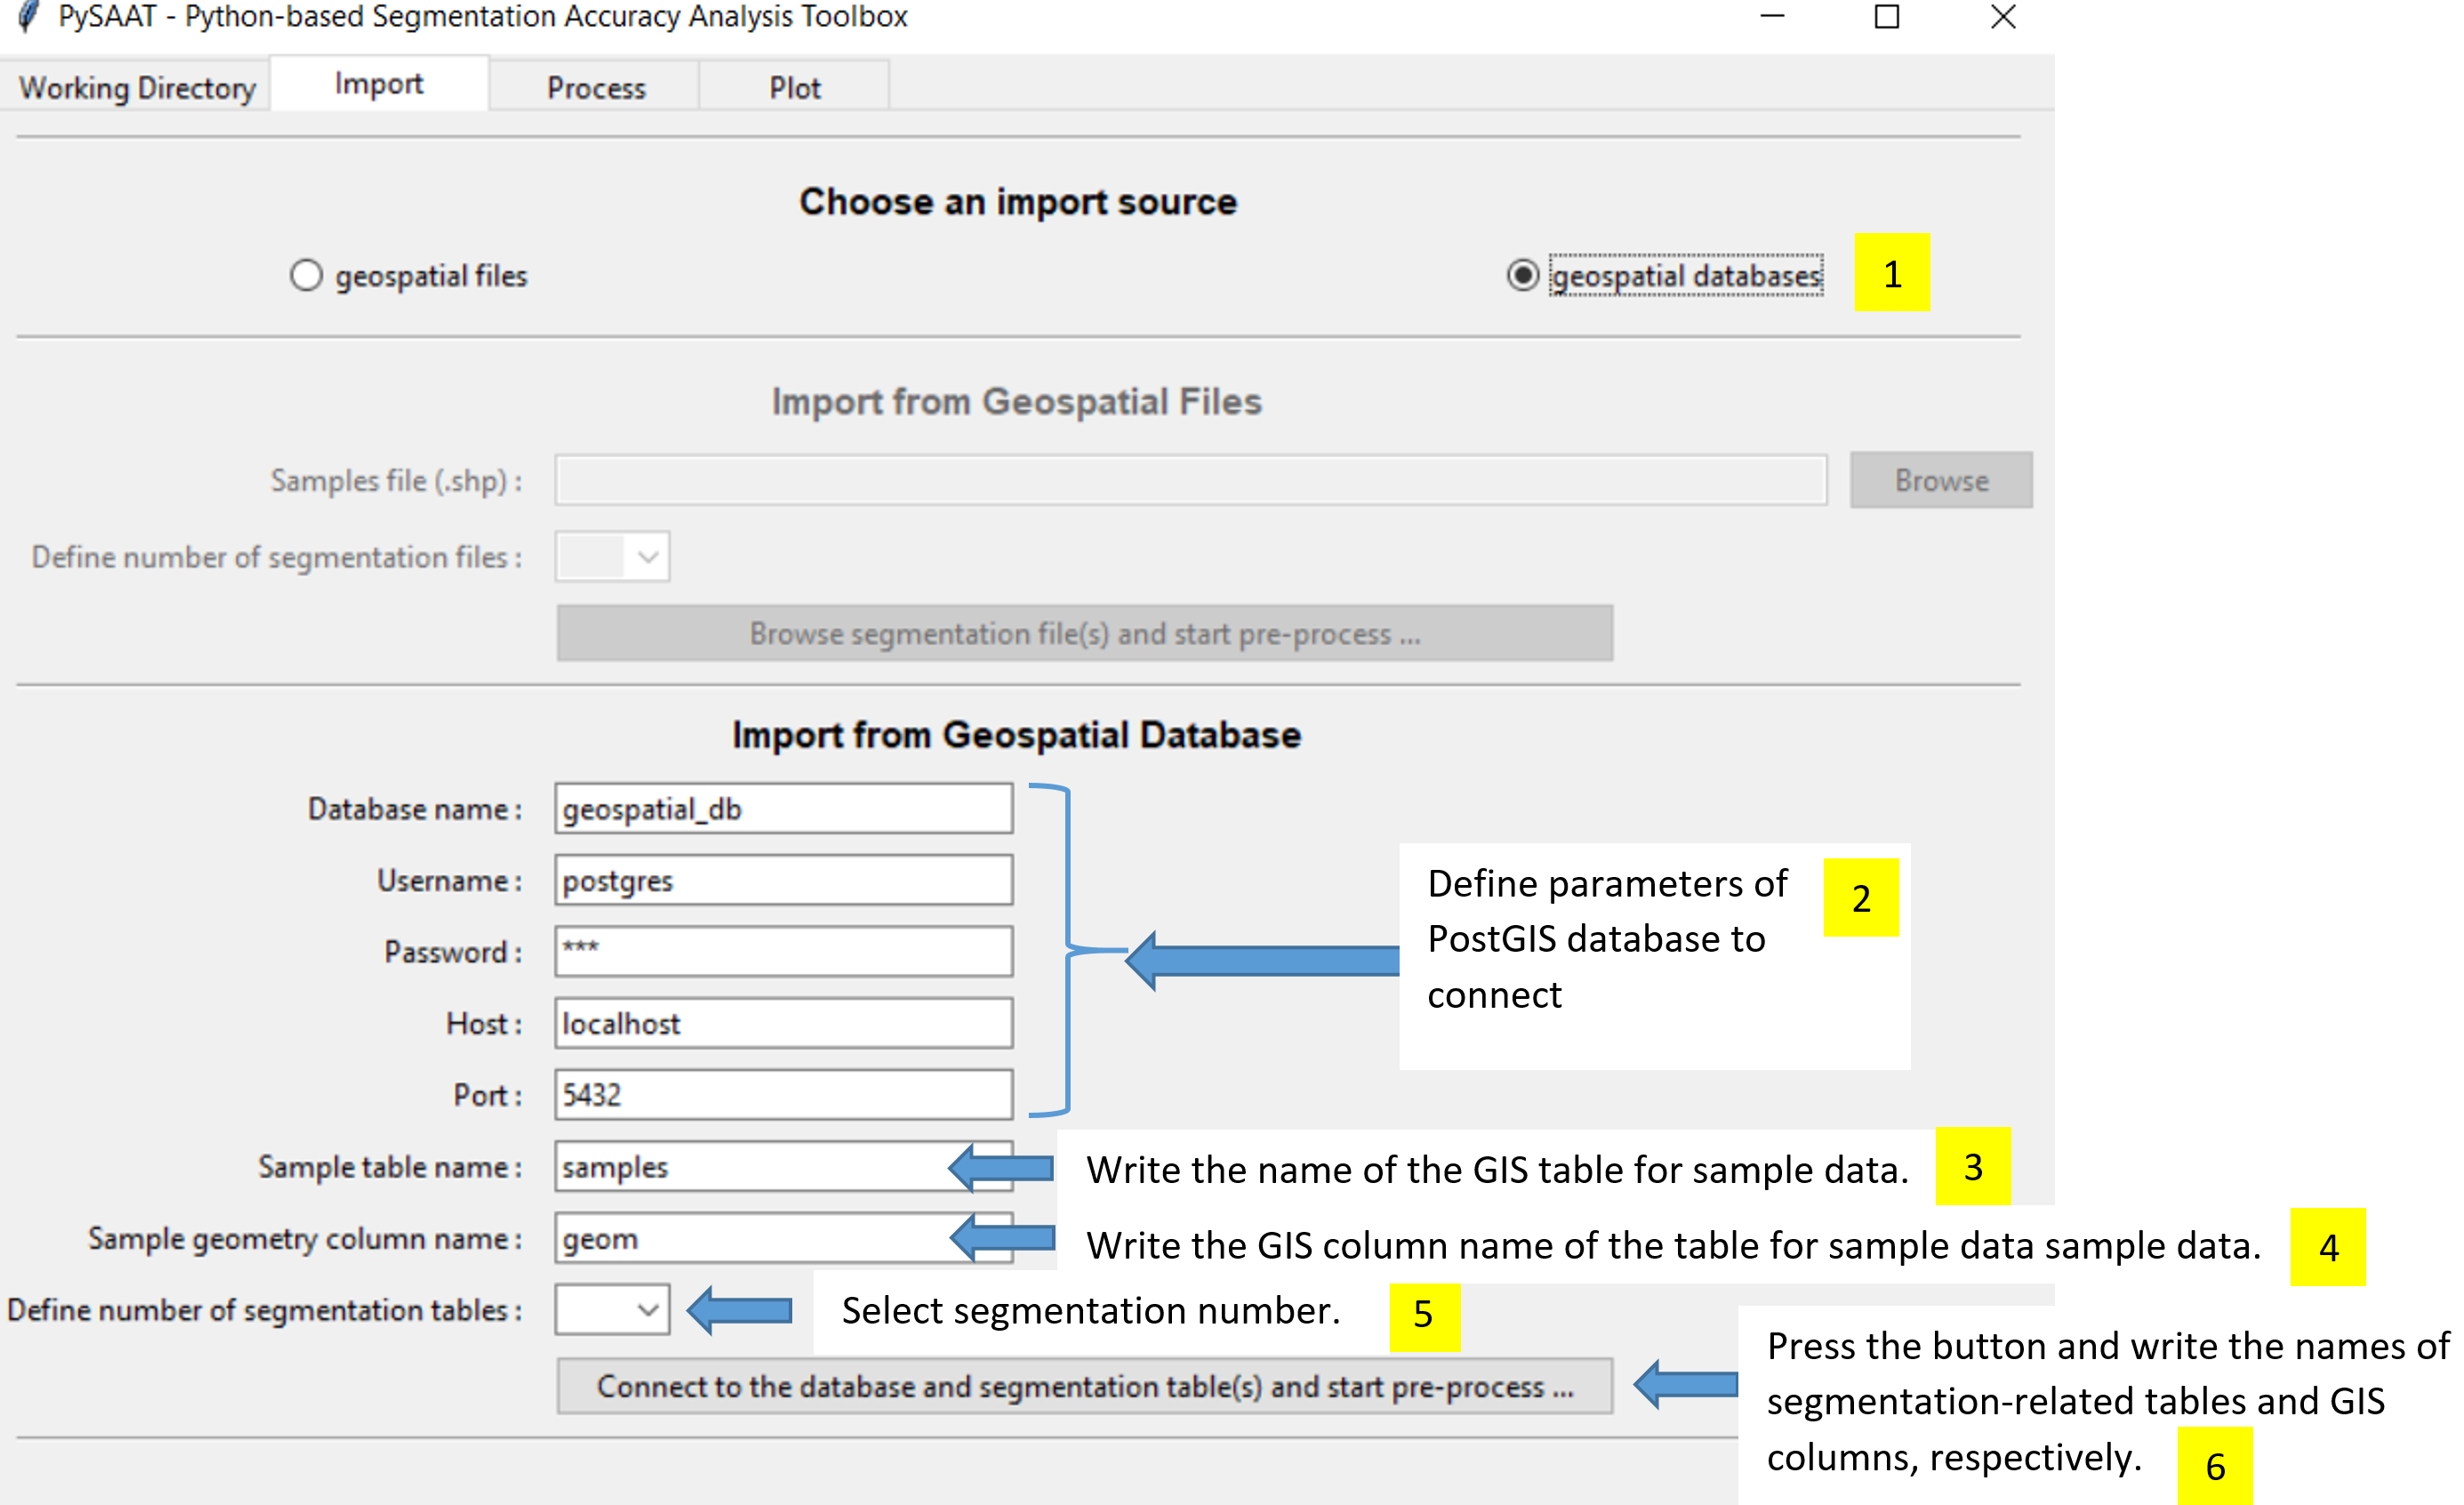 PySAAT - Python-based Segmentation Accuracy Analysis Toolbox
Working Directory Import Process Plot
Choose an import source
geospatial files geospatial databases 1
Import from Geospatial Files
Samples file (.shp) : Browse
Define number of segmentation files :
Browse segmentation file(s) and start pre-process ...
Import from Geospatial Database
Database name : geospatial_db
Username : postgres
Password : ***
Host : localhost
Port : 5432
Define parameters of 2
PostGIS database to
connect
Sample table name : samples Write the name of the GIS table for sample data. 3
Sample geometry column name : geom Write the GIS column name of the table for sample data sample data. 4
Define number of segmentation tables : Select segmentation number. 5
Connect to the database and segmentation table(s) and start pre-process ...
Press the button and write the names of
segmentation-related tables and GIS
columns, respectively. 6